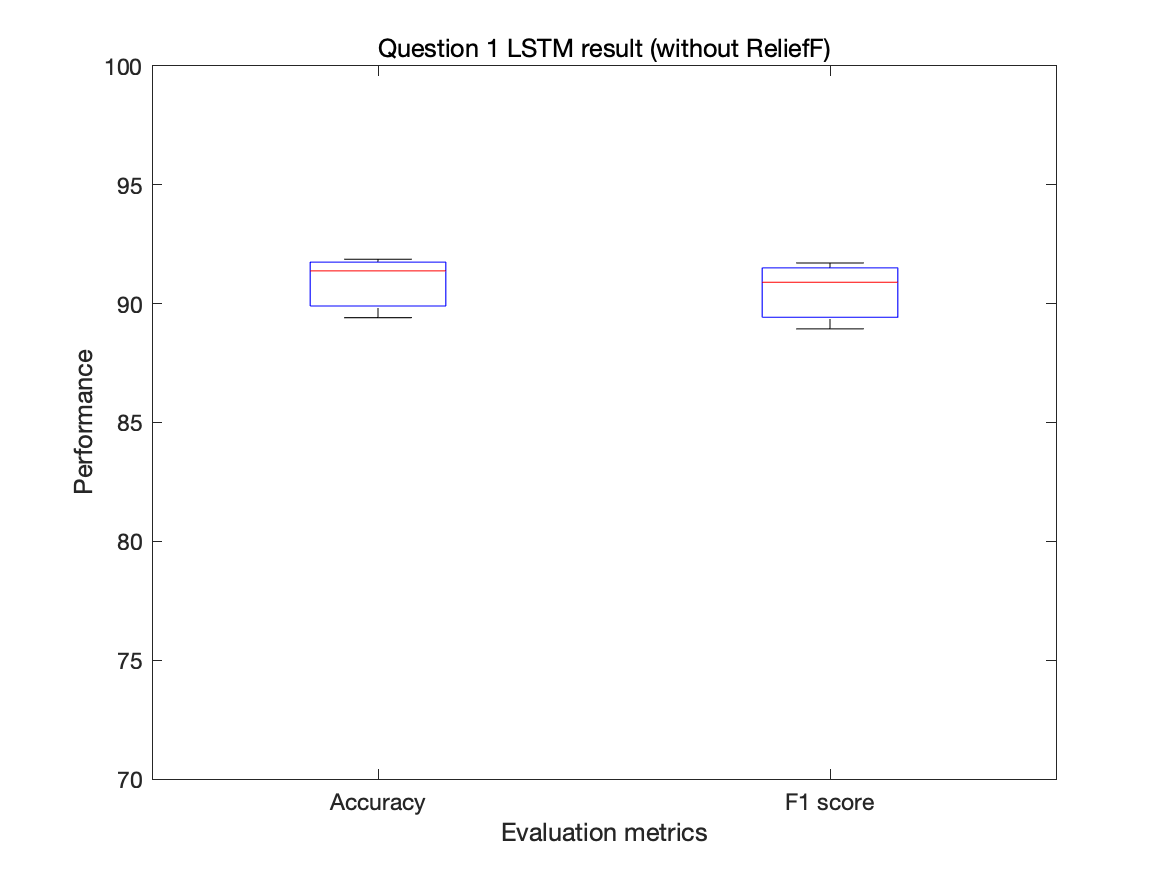 Question 1 LSTM result (without ReliefF)
100
95
90
85
80
75
70
Performance
Accuracy
F1 score
Evaluation metrics